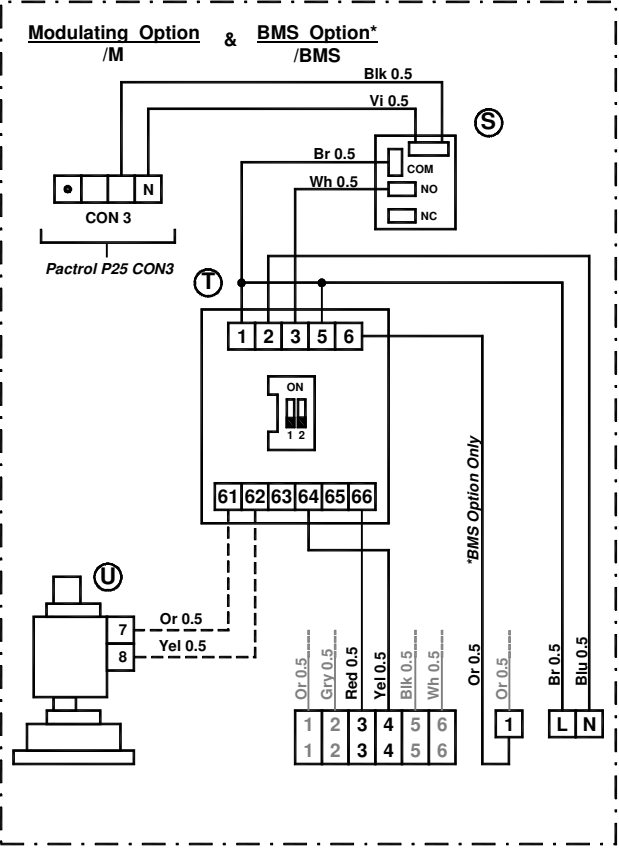 Modulating Option & BMS Option*
/M /BMS
Blk 0.5
Vi 0.5
S
Br 0.5
COM
Wh 0.5
NO
N
NC
CON 3
Pactrol P25 CON3
T
1 2 3 5 6
ON
1 2
*BMS Option Only
61 62 63 64 65 66
U
7
Or 0.5
8
Yel 0.5
Or 0.5
Gry 0.5
Red 0.5
Yel 0.5
Blk 0.5
Wh 0.5
Or 0.5
Or 0.5
Br 0.5
Blu 0.5
1 2 3 4 5 6 1 L N
1 2 3 4 5 6